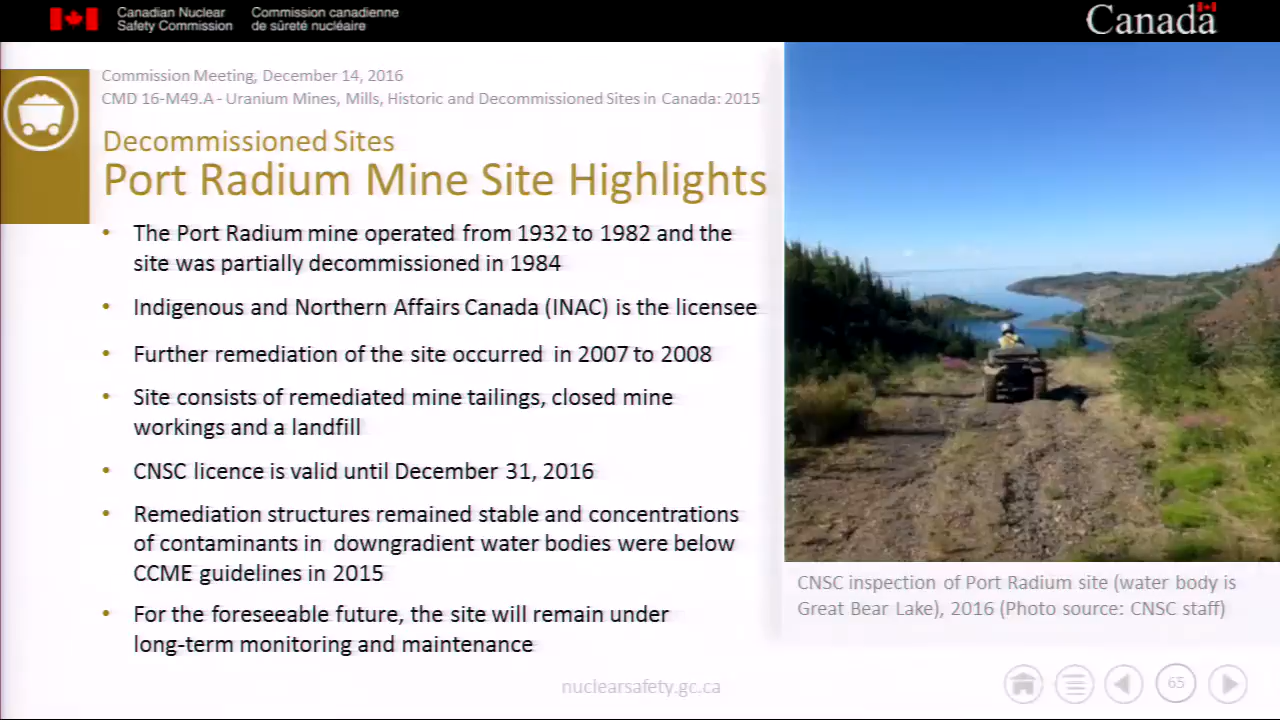 Canadian Nuclear
Safety Commission
Commission canadienne
de sûreté nucléaire
Canada
Commission Meeting, December 14, 2016
CMD 16-M49.A - Uranium Mines, Mills, Historic and Decommissioned Sites in Canada: 2015
Decommissioned Sites
Port Radium Mine Site Highlights
• The Port Radium mine operated from 1932 to 1982 and the
site was partially decommissioned in 1984
• Indigenous and Northern Affairs Canada (INAC) is the licensee
• Further remediation of the site occurred in 2007 to 2008
• Site consists of remediated mine tailings, closed mine
workings and a landfill
• CNSC licence is valid until December 31, 2016
• Remediation structures remained stable and concentrations
of contaminants in downgradient water bodies were below
CCME guidelines in 2015
• For the foreseeable future, the site will remain under
long-term monitoring and maintenance
CNSC inspection of Port Radium site (water body is
Great Bear Lake), 2016 (Photo source: CNSC staff)
nuclearsafety.gc.ca
65